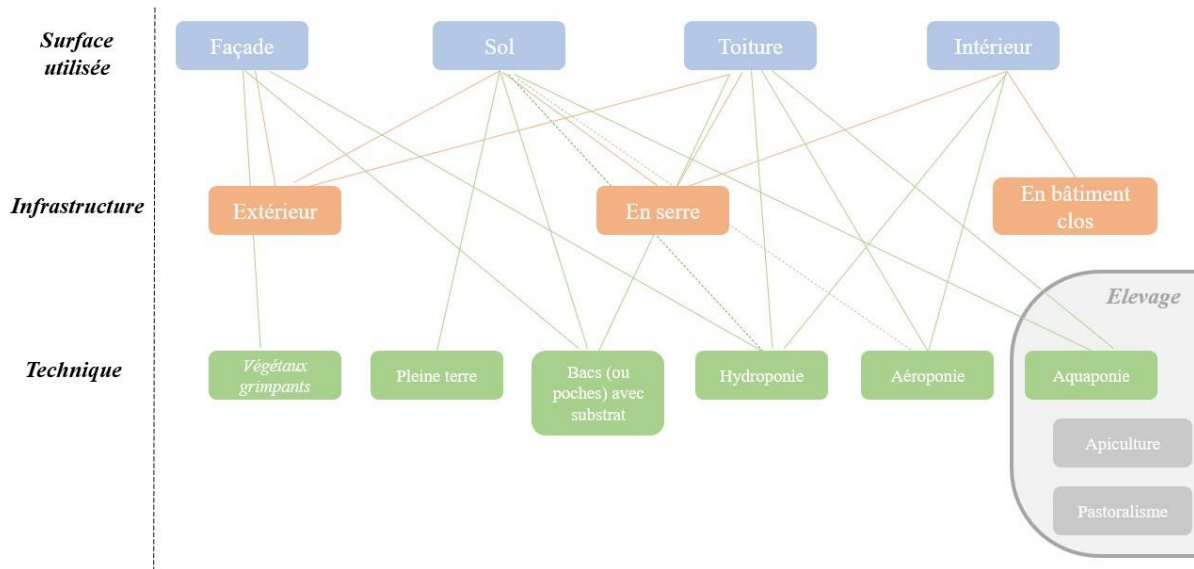 Surface
utilisée
Façade
Sol
Toiture
Intérieur
Infrastructure
Extérieur
En serre
En bâtiment
clos
Elevage
Technique
Végétaux
grimpants
Pleine terre
Bacs (ou
poches) avec
substrat
Hydroponie
Aéroponie
Aquaponie
Apiculture
Pastoralisme